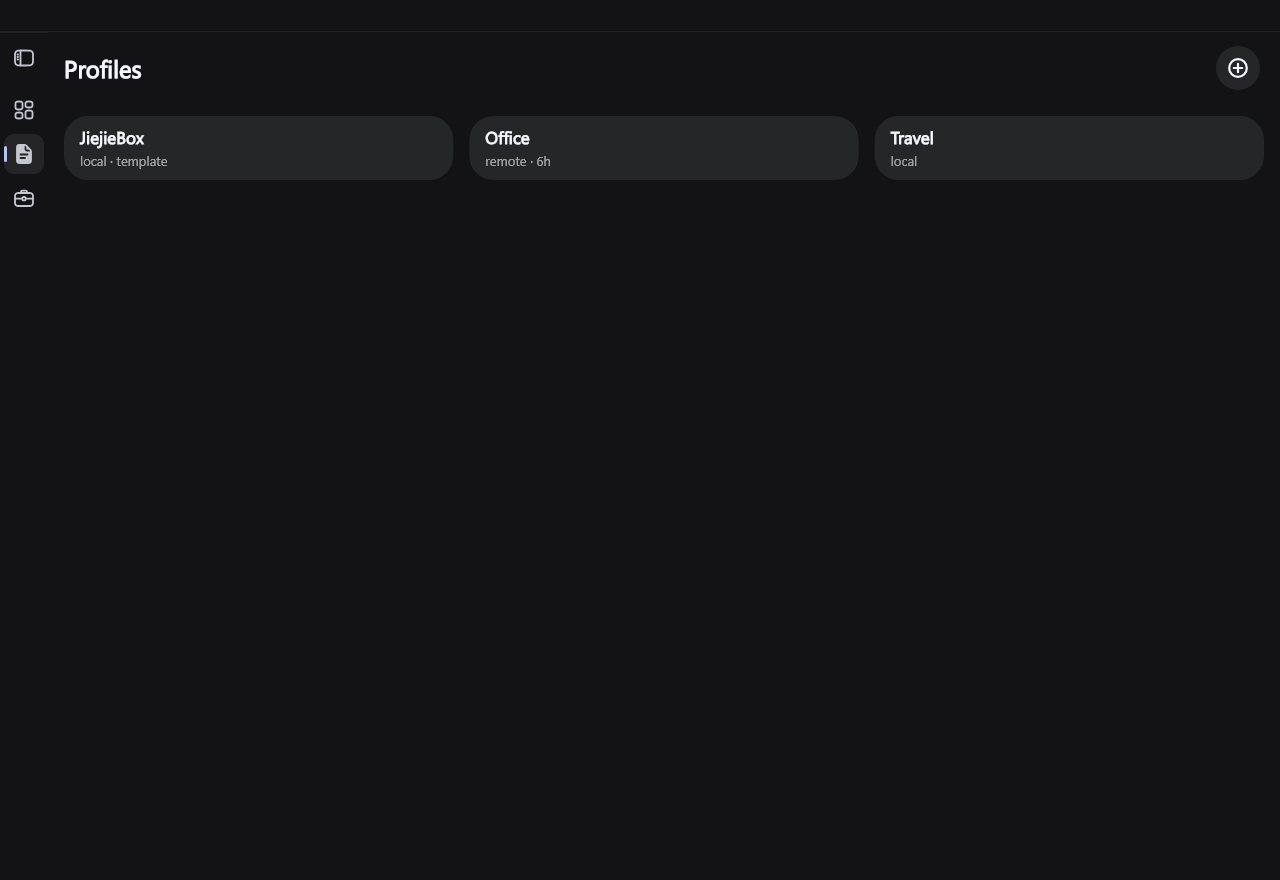 Profiles
JiejieBox
local · template
Office
remote · 6h
Travel
local